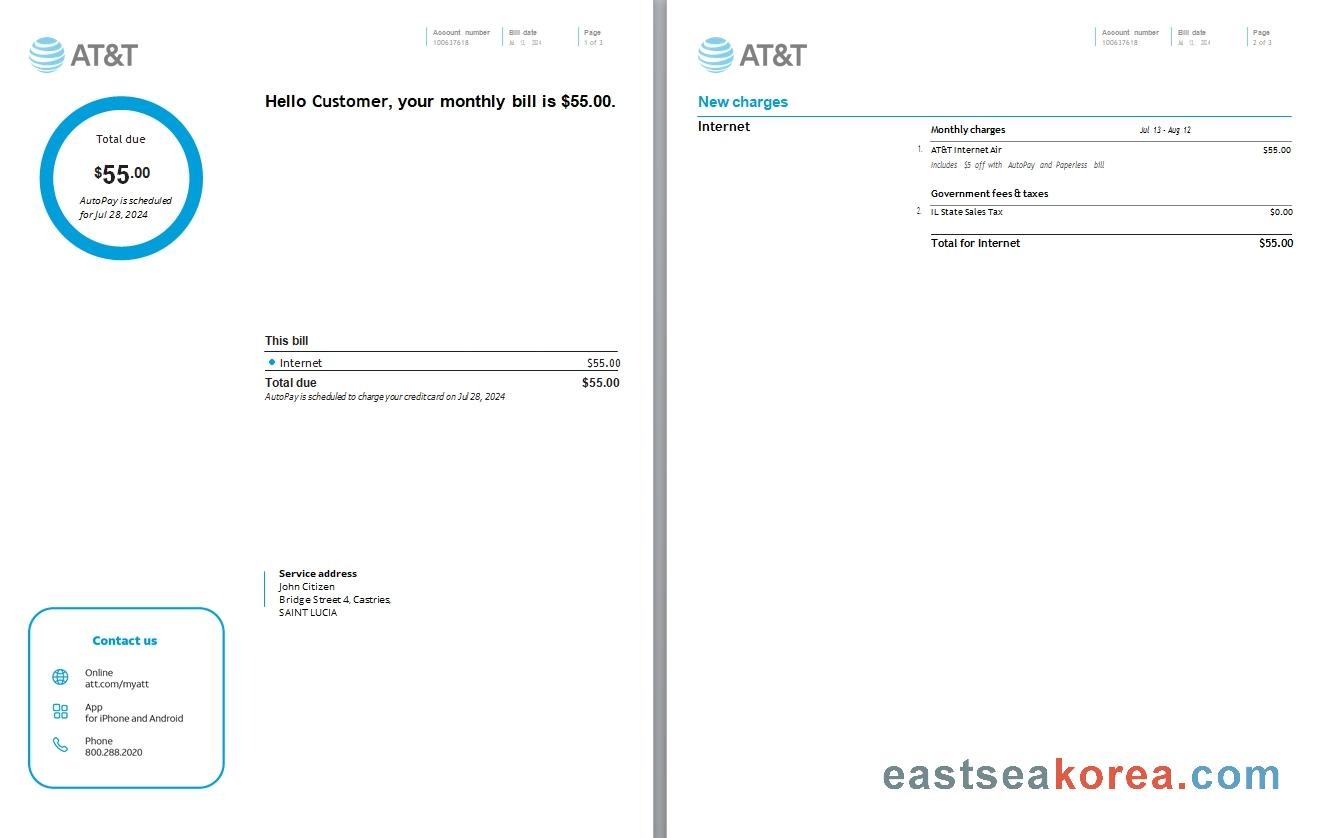 AT&T
Account number
100637618
Bill date
Jul 12, 2024
Page
1 of 3
Hello Customer, your monthly bill is $55.00.
Total due
$55.00
AutoPay is scheduled
for Jul 28, 2024
This bill
Internet $55.00
Total due $55.00
AutoPay is scheduled to charge your credit card on Jul 28, 2024
Service address
John Citizen
Bridge Street 4, Castries,
SAINT LUCIA
Contact us
Online
att.com/myatt
App
for iPhone and Android
Phone
800.288.2020
AT&T
Account number
100637618
Bill date
Page
2 of 3
New charges
Internet
Monthly charges Jul 13 - Aug 12
1. AT&T Internet Air $55.00
Includes $5 off with AutoPay and Paperless bill
Government fees & taxes
2. IL State Sales Tax $0.00
Total for Internet $55.00
eastseakorea.com